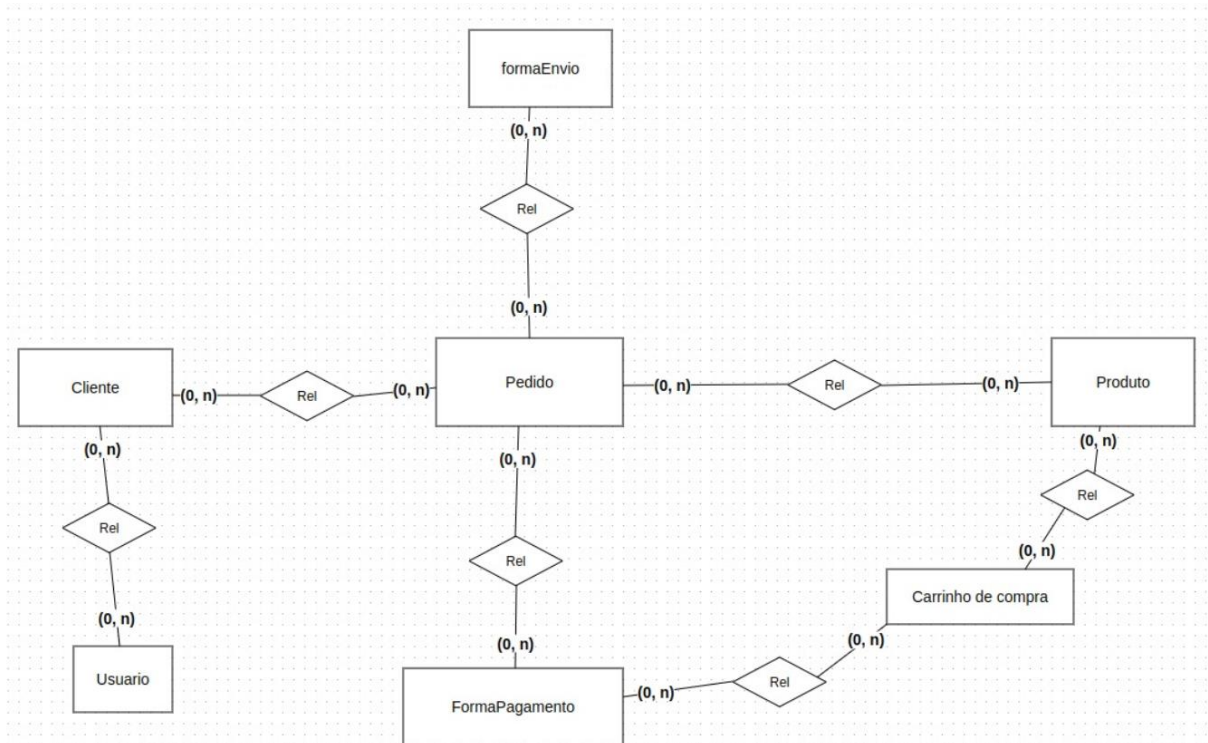 formaEnvio
(0, n)
Rel
(0, n)
Cliente
(0, n)
Rel
(0, n)
Pedido
(0, n)
Rel
(0, n)
Produto
(0, n)
Rel
(0, n)
Usuario
(0, n)
Rel
(0, n)
FormaPagamento
(0, n)
Rel
(0, n)
Carrinho de compra
(0, n)
Rel
(0, n)